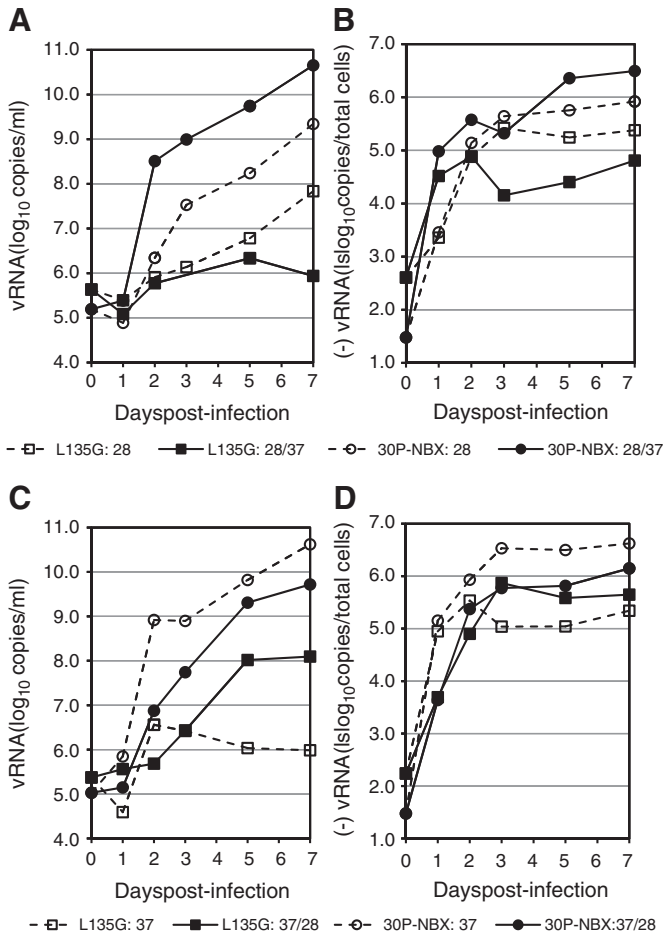 A
B
vRNA(log10 copies/ml)
11.0
10.0
9.0
8.0
7.0
6.0
5.0
4.0
0 1 2 3 4 5 6 7
Dayspost-infection
(-) vRNA(lslog10copies/total cells)
7.0
6.0
5.0
4.0
3.0
2.0
1.0
0 1 2 3 4 5 6 7
Dayspost-infection
L135G: 28 L135G: 28/37 30P-NBX: 28 30P-NBX: 28/37
C
D
vRNA(log10 copies/ml)
11.0
10.0
9.0
8.0
7.0
6.0
5.0
4.0
0 1 2 3 4 5 6 7
Dayspost-infection
(-) vRNA(lslog10copies/total cells)
7.0
6.0
5.0
4.0
3.0
2.0
1.0
0 1 2 3 4 5 6 7
Dayspost-infection
L135G: 37 L135G: 37/28 30P-NBX: 37 30P-NBX:37/28